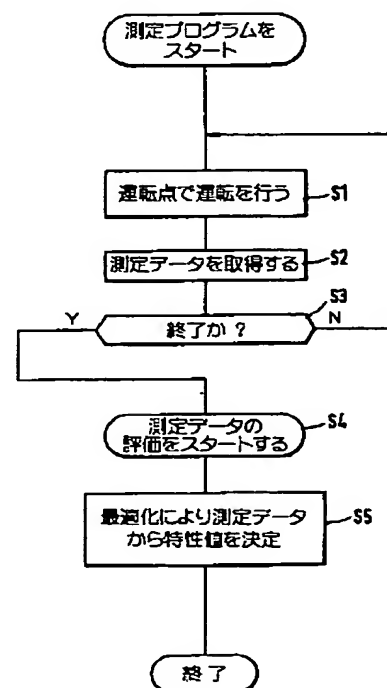 測定プログラムを
スタート
運転点で運転を行う
S1
測定データを取得する
S2
S3
Y
終了か?
N
測定データの
評価をスタートする
S4
最適化により測定データ
から特性値を決定
S5
終了